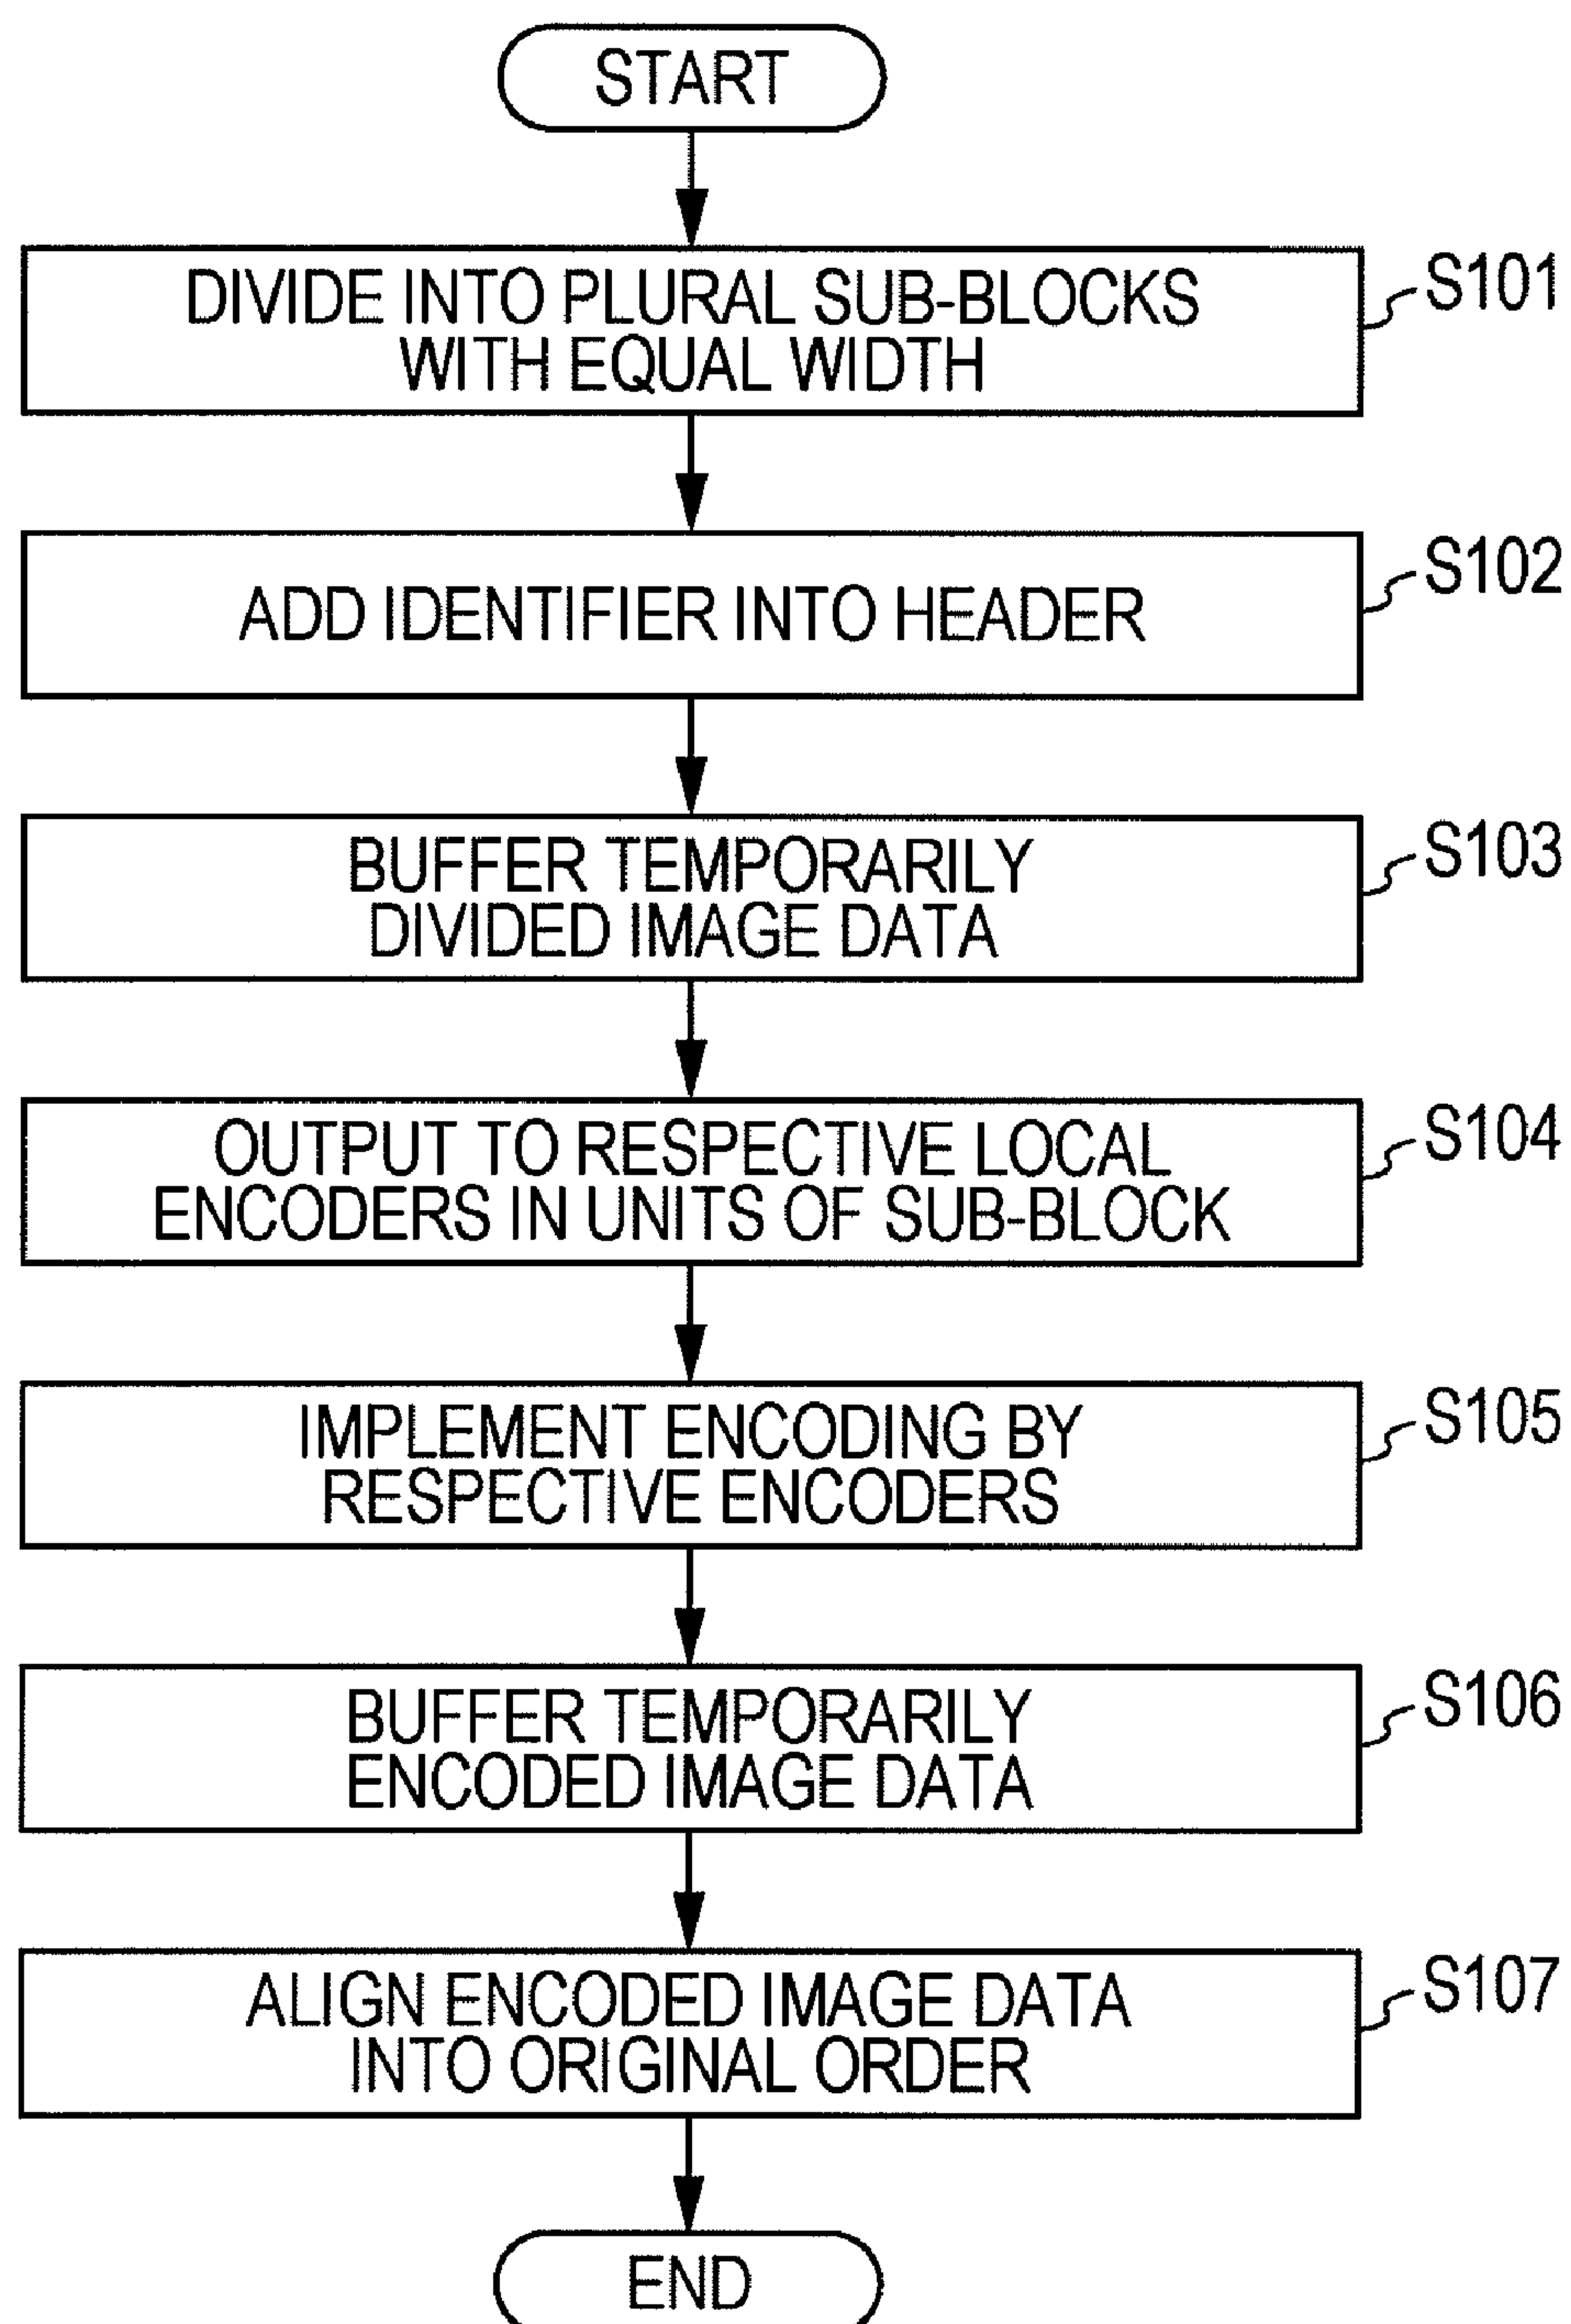 START
DIVIDE INTO PLURAL SUB-BLOCKS
WITH EQUAL WIDTH
S101
ADD IDENTIFIER INTO HEADER
S102
BUFFER TEMPORARILY
DIVIDED IMAGE DATA
S103
OUTPUT TO RESPECTIVE LOCAL
ENCODERS IN UNITS OF SUB-BLOCK
S104
IMPLEMENT ENCODING BY
RESPECTIVE ENCODERS
S105
BUFFER TEMPORARILY
ENCODED IMAGE DATA
S106
ALIGN ENCODED IMAGE DATA
INTO ORIGINAL ORDER
S107
END